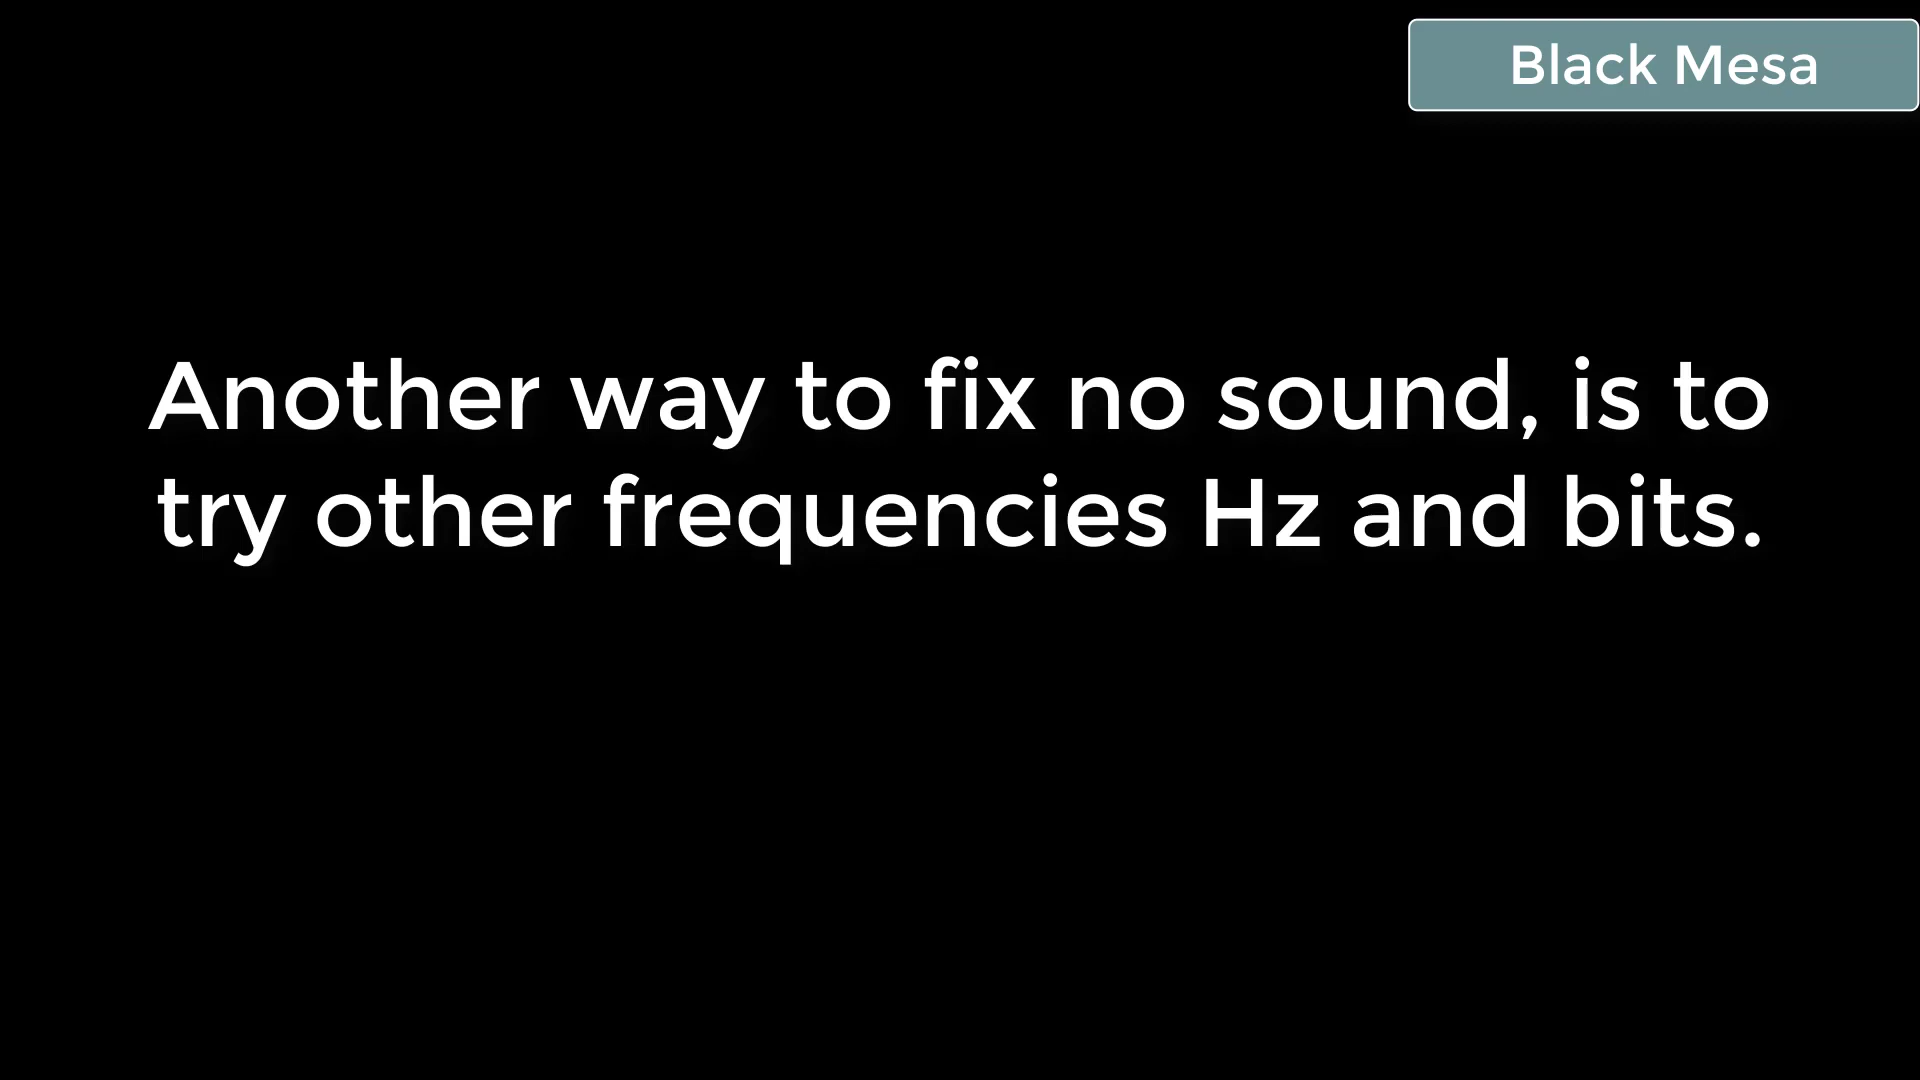 Black Mesa
Another way to fix no sound, is to
try other frequencies Hz and bits.